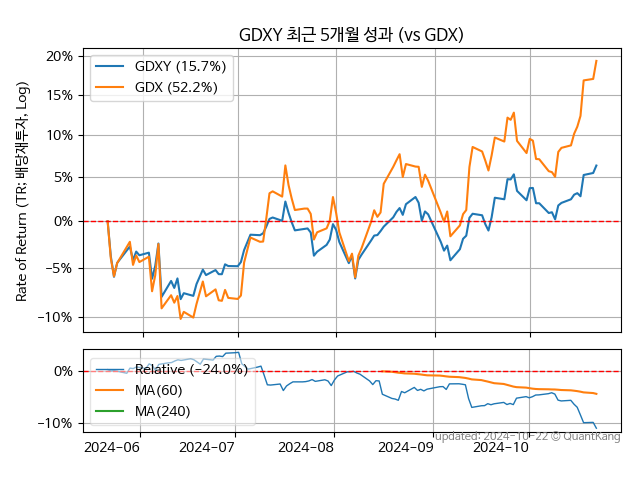 GDXY 최근 5개월 성과 (vs GDX)
Rate of Return (TR: 배당재투자, Log)
20%
15%
10%
5%
0%
−5%
−10%
GDXY (15.7%)
GDX (52.2%)
0%
−10%
Relative (−24.0%)
MA(60)
MA(240)
2024−06
2024−07
2024−08
2024−09
2024−10
updated: 2024−10−22 © QuantKang